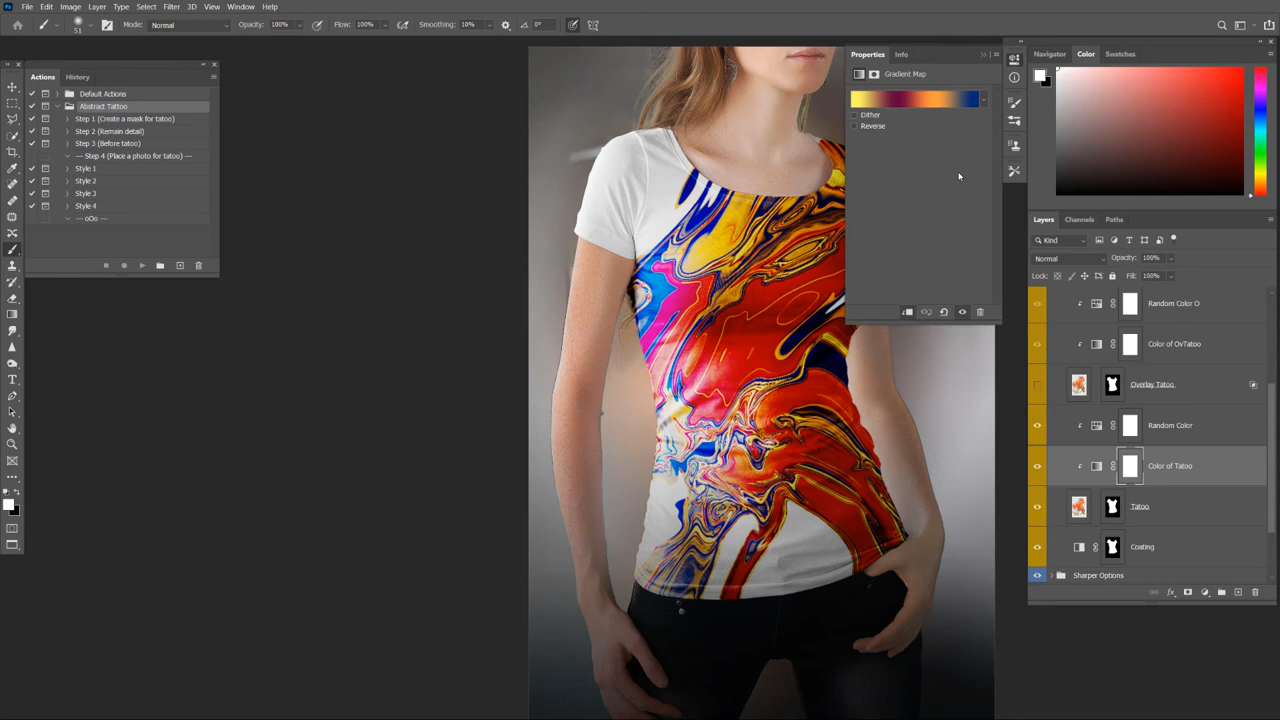 Ps File Edit Image Layer Type Select Filter 3D View Window Help
51 Mode: Normal Opacity: 100% Flow: 100% Smoothing: 10% 0°
Actions History
Default Actions
Abstract Tattoo
Step 1 (Create a mask for tatoo)
Step 2 (Remain detail)
Step 3 (Before tatoo)
--- Step 4 (Place a photo for tatoo) ---
Style 1
Style 2
Style 3
Style 4
--- oOo ---
Properties Info
Gradient Map
Dither
Reverse
Navigator Color Swatches
Layers Channels Paths
Kind
Normal Opacity: 100%
Lock: Fill: 100%
Random Color O
Color of OvTatoo
Overlay Tatoo
Random Color
Color of Tatoo
Tatoo
Coating
Sharper Options
fx